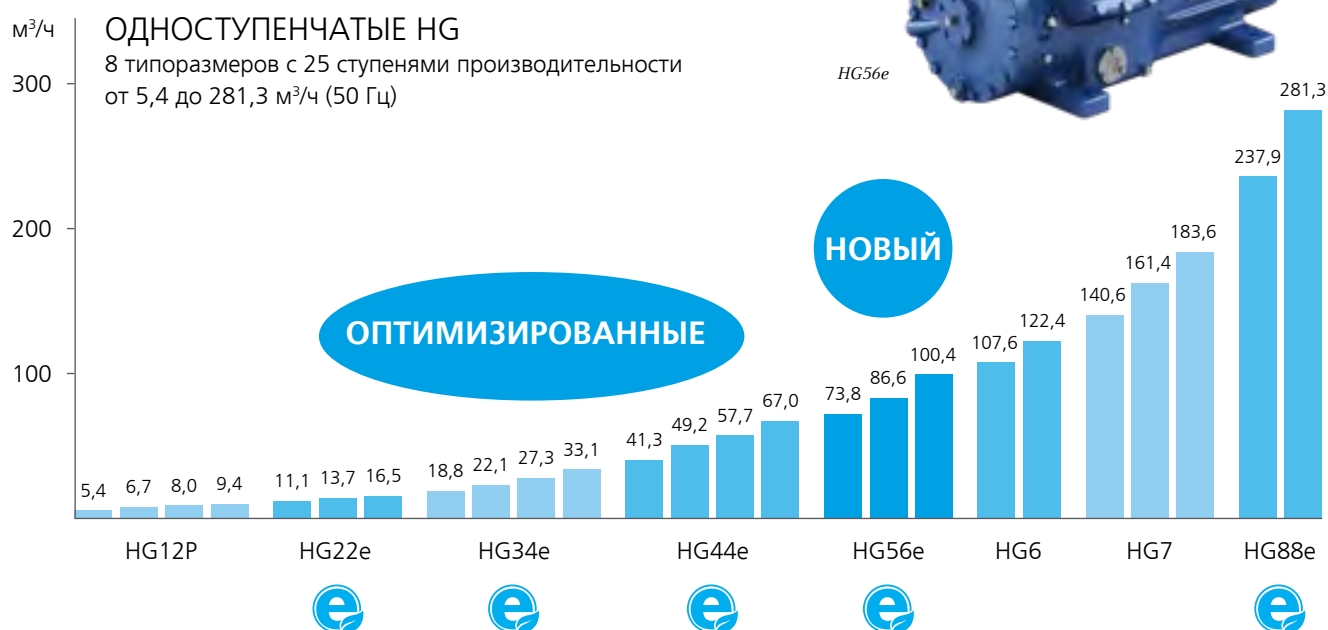 м³/ч
ОДНОСТУПЕНЧАТЫЕ HG
8 типоразмеров с 25 ступенями производительности
от 5,4 до 281,3 м³/ч (50 Гц)
HG56e
300
200
100
НОВЫЙ
ОПТИМИЗИРОВАННЫЕ
5,4 6,7 8,0 9,4 11,1 13,7 16,5 18,8 22,1 27,3 33,1 41,3 49,2 57,7 67,0 73,8 86,6 100,4 107,6 122,4 140,6 161,4 183,6 237,9 281,3
HG12P HG22e HG34e HG44e HG56e HG6 HG7 HG88e
e e e e e